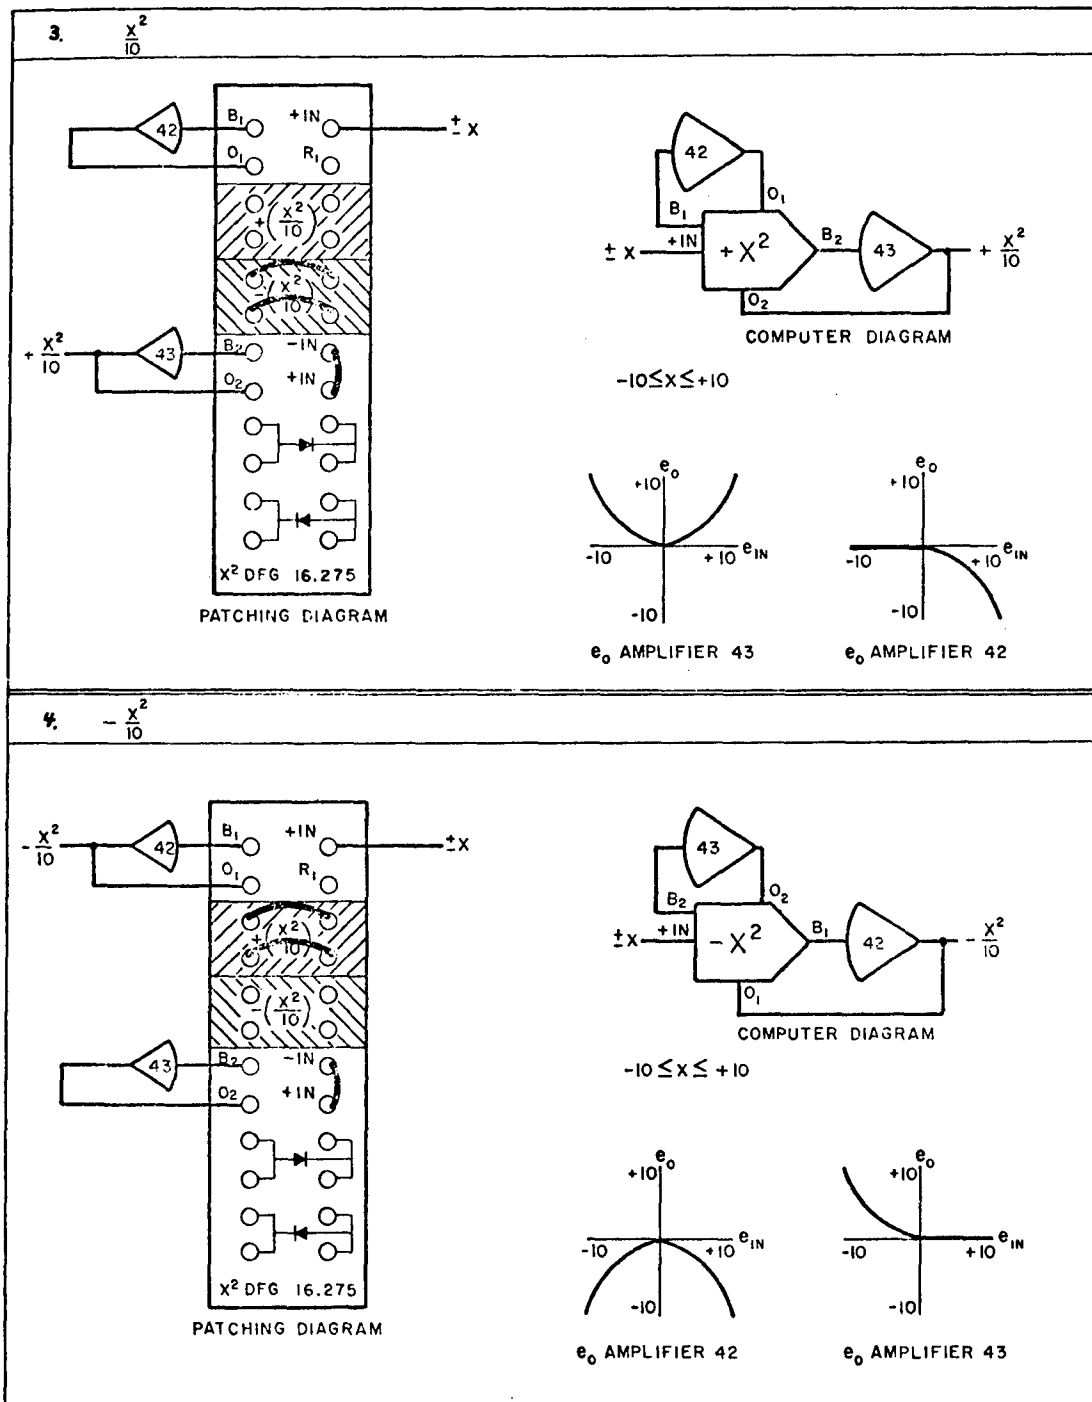 3. X²/10
42 B₁ +IN ± X
O₁ R₁
+(X²/10)
-(X²/10)
+ X²/10 43 B₂ -IN
O₂ +IN
X² DFG 16.275
PATCHING DIAGRAM
42
B₁ O₁
± X +IN +X² B₂ 43 + X²/10
O₂
COMPUTER DIAGRAM
-10≤X≤+10
e₀
+10
-10 +10 e_IN
-10
e₀ AMPLIFIER 43
e₀
+10
-10 +10 e_IN
-10
e₀ AMPLIFIER 42
4. - X²/10
- X²/10 42 B₁ +IN ±X
O₁ R₁
+(X²/10)
-(X²/10)
43 B₂ -IN
O₂ +IN
X² DFG 16.275
PATCHING DIAGRAM
43
B₂ O₂
±X +IN -X² B₁ 42 - X²/10
O₁
COMPUTER DIAGRAM
-10≤X≤+10
e₀
+10
-10 +10 e_IN
-10
e₀ AMPLIFIER 42
e₀
+10
-10 +10 e_IN
-10
e₀ AMPLIFIER 43